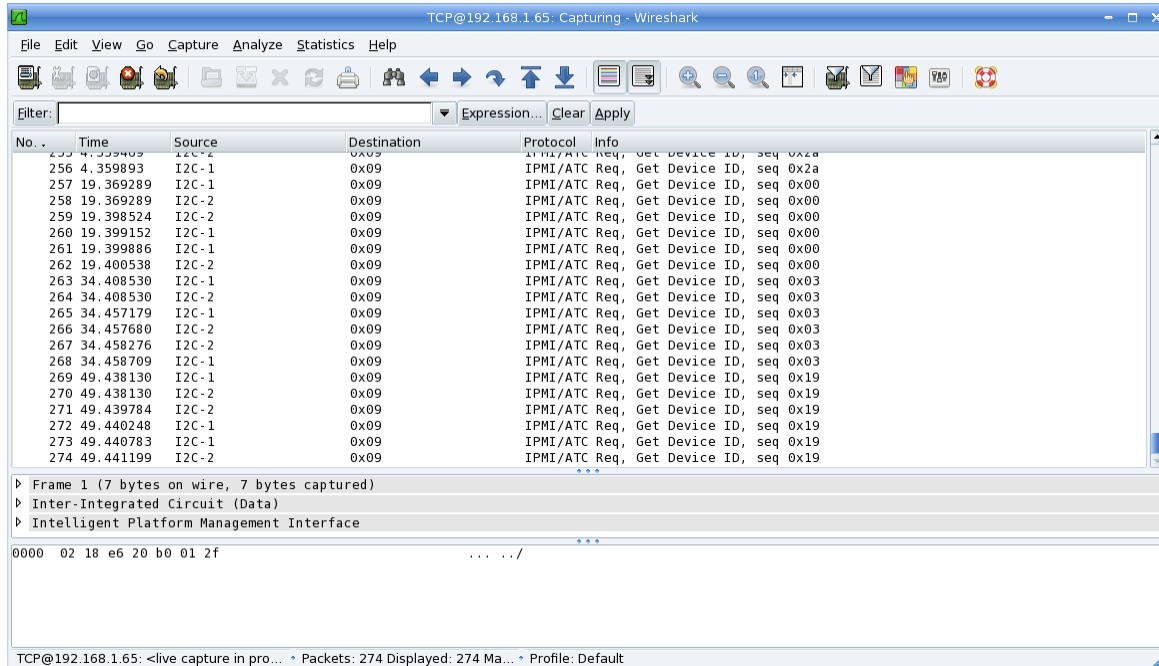 TCP@192.168.1.65: Capturing - Wireshark
File Edit View Go Capture Analyze Statistics Help
Filter: Expression... Clear Apply
No. . Time Source Destination Protocol Info
255 4.359469 I2C-2 0x09 IPMI/ATC Req, Get Device ID, seq 0x2a
256 4.359893 I2C-1 0x09 IPMI/ATC Req, Get Device ID, seq 0x2a
257 19.369289 I2C-1 0x09 IPMI/ATC Req, Get Device ID, seq 0x00
258 19.369289 I2C-2 0x09 IPMI/ATC Req, Get Device ID, seq 0x00
259 19.398524 I2C-2 0x09 IPMI/ATC Req, Get Device ID, seq 0x00
260 19.399152 I2C-1 0x09 IPMI/ATC Req, Get Device ID, seq 0x00
261 19.399886 I2C-1 0x09 IPMI/ATC Req, Get Device ID, seq 0x00
262 19.400538 I2C-2 0x09 IPMI/ATC Req, Get Device ID, seq 0x00
263 34.408530 I2C-1 0x09 IPMI/ATC Req, Get Device ID, seq 0x03
264 34.408530 I2C-2 0x09 IPMI/ATC Req, Get Device ID, seq 0x03
265 34.457179 I2C-1 0x09 IPMI/ATC Req, Get Device ID, seq 0x03
266 34.457680 I2C-2 0x09 IPMI/ATC Req, Get Device ID, seq 0x03
267 34.458276 I2C-2 0x09 IPMI/ATC Req, Get Device ID, seq 0x03
268 34.458709 I2C-1 0x09 IPMI/ATC Req, Get Device ID, seq 0x03
269 49.438130 I2C-1 0x09 IPMI/ATC Req, Get Device ID, seq 0x19
270 49.438130 I2C-2 0x09 IPMI/ATC Req, Get Device ID, seq 0x19
271 49.439784 I2C-2 0x09 IPMI/ATC Req, Get Device ID, seq 0x19
272 49.440248 I2C-1 0x09 IPMI/ATC Req, Get Device ID, seq 0x19
273 49.440783 I2C-1 0x09 IPMI/ATC Req, Get Device ID, seq 0x19
274 49.441199 I2C-2 0x09 IPMI/ATC Req, Get Device ID, seq 0x19
Frame 1 (7 bytes on wire, 7 bytes captured)
Inter-Integrated Circuit (Data)
Intelligent Platform Management Interface
0000 02 18 e6 20 b0 01 2f ... ../
TCP@192.168.1.65: <live capture in pro... Packets: 274 Displayed: 274 Ma... Profile: Default